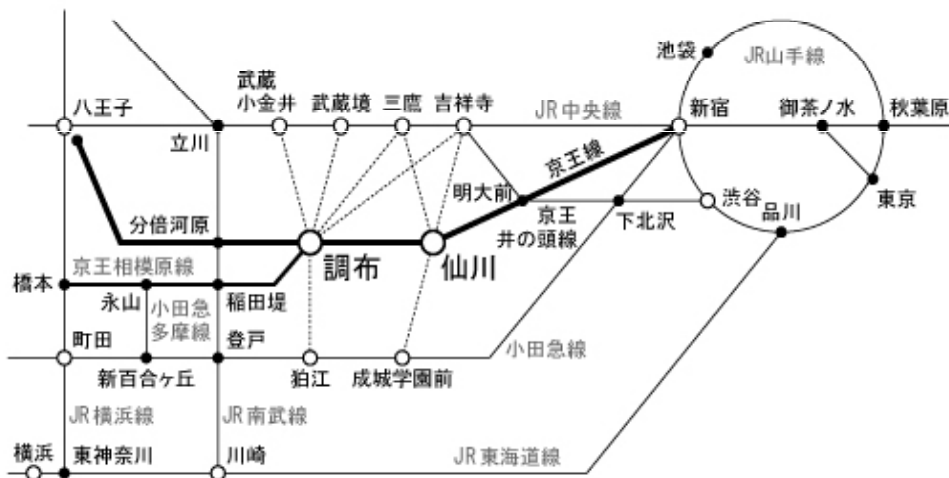 池袋
JR山手線
八王子
武蔵
小金井
武蔵境
三鷹
吉祥寺
JR中央線
新宿
御茶ノ水
秋葉原
立川
京王線
明大前
渋谷
東京
分倍河原
京王
井の頭線
下北沢
品川
調布
仙川
京王相模原線
橋本
永山
小田急
多摩線
稲田堤
町田
登戸
小田急線
新百合ヶ丘
狛江
成城学園前
JR横浜線
JR南武線
横浜
東神奈川
川崎
JR東海道線